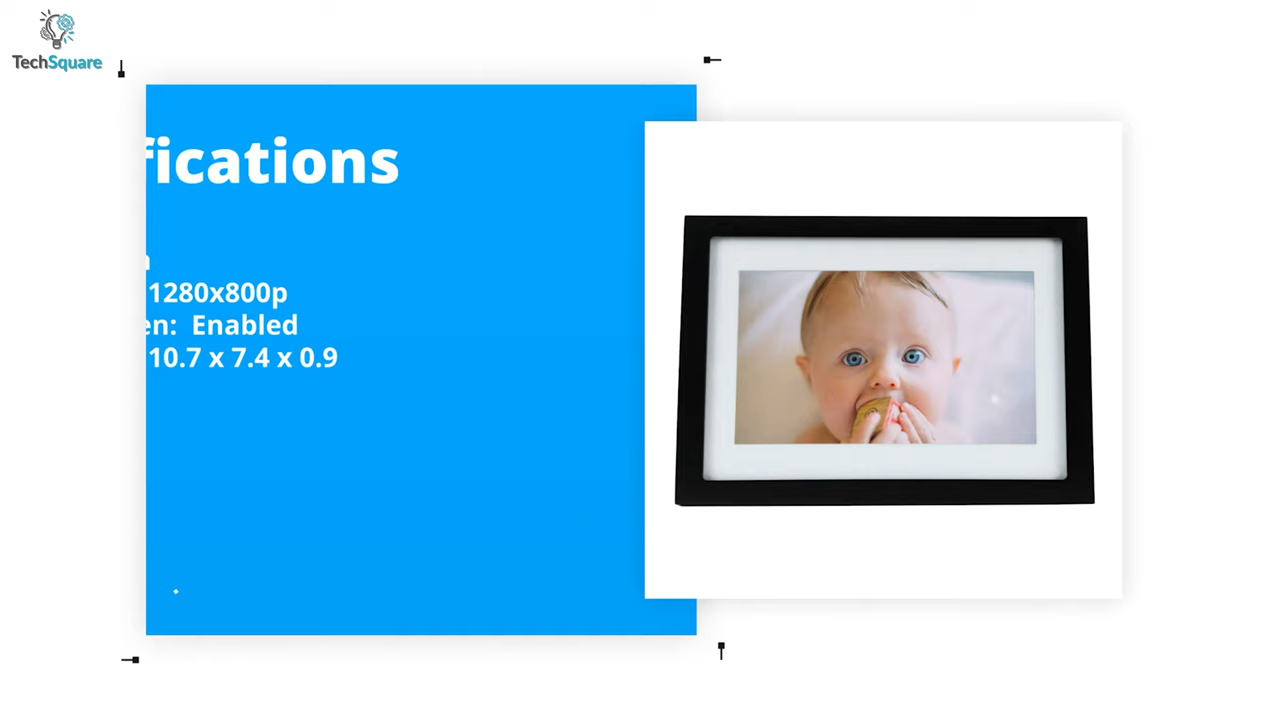 TechSquare
fications
1280x800p
en: Enabled
10.7 x 7.4 x 0.9